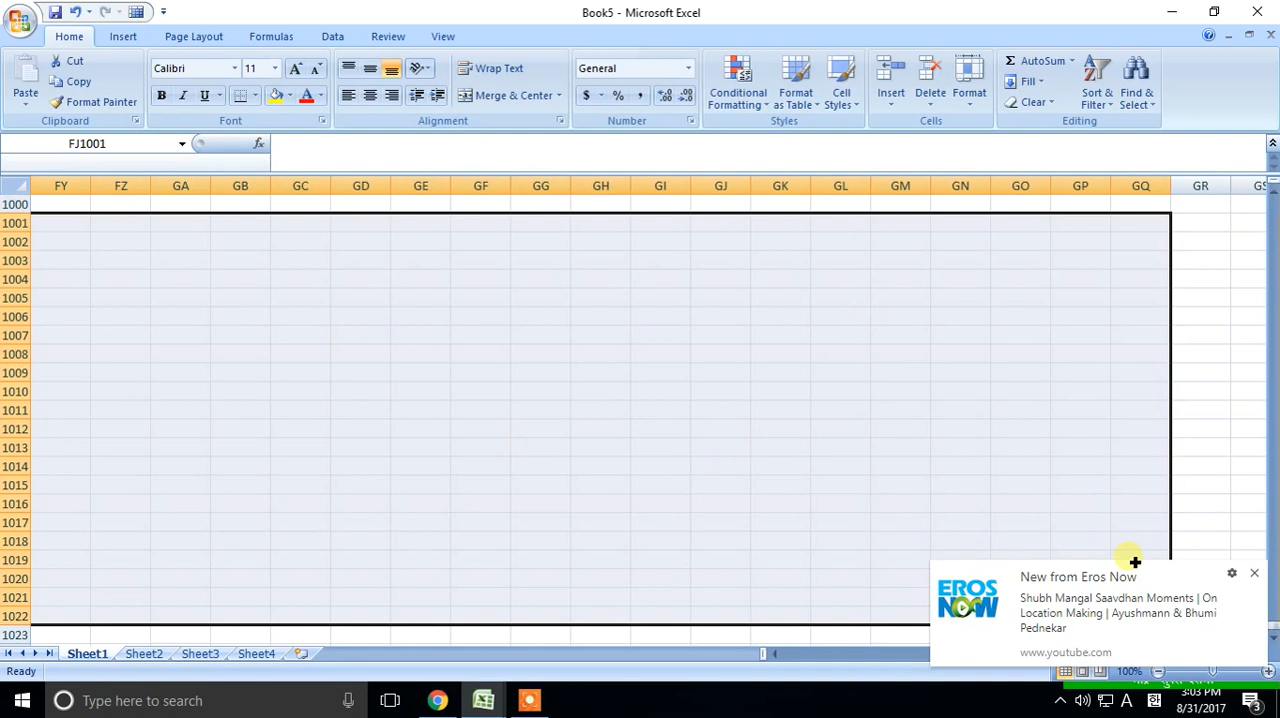 Book5 - Microsoft Excel
Home Insert Page Layout Formulas Data Review View
Paste
Cut
Copy
Format Painter
Clipboard
Calibri 11
B I U
Font
Wrap Text
Merge & Center
Alignment
General
$ % ,
Number
Conditional Formatting
Format as Table
Cell Styles
Styles
Insert Delete Format
Cells
Σ AutoSum
Fill
Clear
Sort & Filter
Find & Select
Editing
FJ1001 fx
FY FZ GA GB GC GD GE GF GG GH GI GJ GK GL GM GN GO GP GQ GR GS
1000
1001
1002
1003
1004
1005
1006
1007
1008
1009
1010
1011
1012
1013
1014
1015
1016
1017
1018
1019
1020
1021
1022
1023
EROS NOW
New from Eros Now
Shubh Mangal Saavdhan Moments | On
Location Making | Ayushmann & Bhumi
Pednekar
www.youtube.com
Sheet1 Sheet2 Sheet3 Sheet4
Ready 100%
Type here to search
A 한 3:03 PM
8/31/2017
3